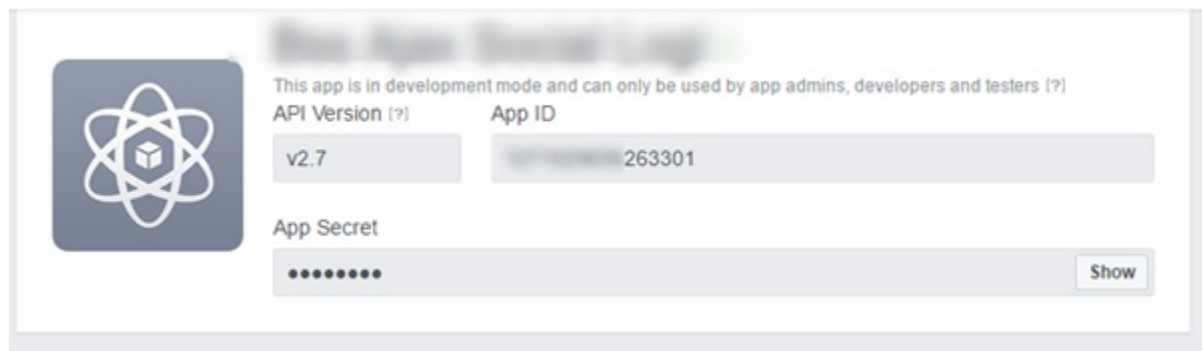 This app is in development mode and can only be used by app admins, developers and testers [?]
API Version [?] App ID
v2.7 263301
App Secret
●●●●●●●● Show